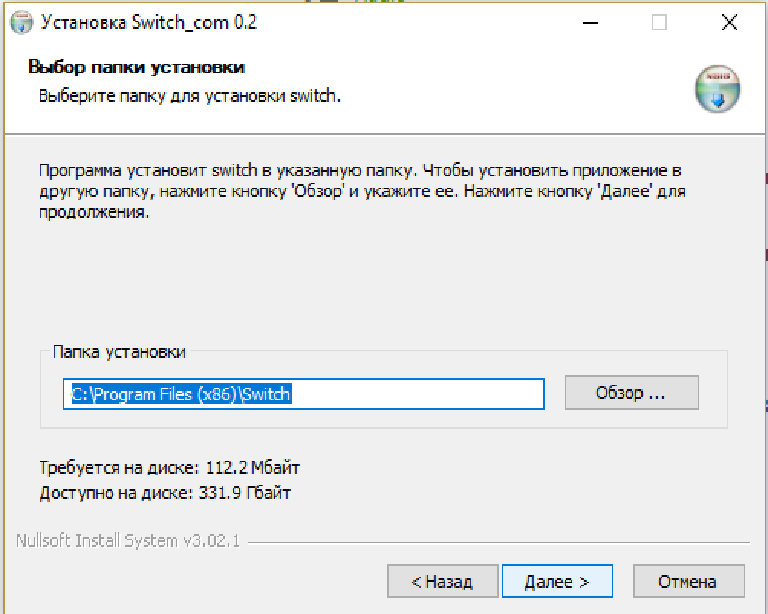 Установка Switch_com 0.2
Выбор папки установки
Выберите папку для установки switch.
Программа установит switch в указанную папку. Чтобы установить приложение в
другую папку, нажмите кнопку 'Обзор' и укажите ее. Нажмите кнопку 'Далее' для
продолжения.
Папка установки
C:\Program Files (x86)\Switch
Обзор ...
Требуется на диске: 112.2 Мбайт
Доступно на диске: 331.9 Гбайт
Nullsoft Install System v3.02.1
< Назад
Далее >
Отмена